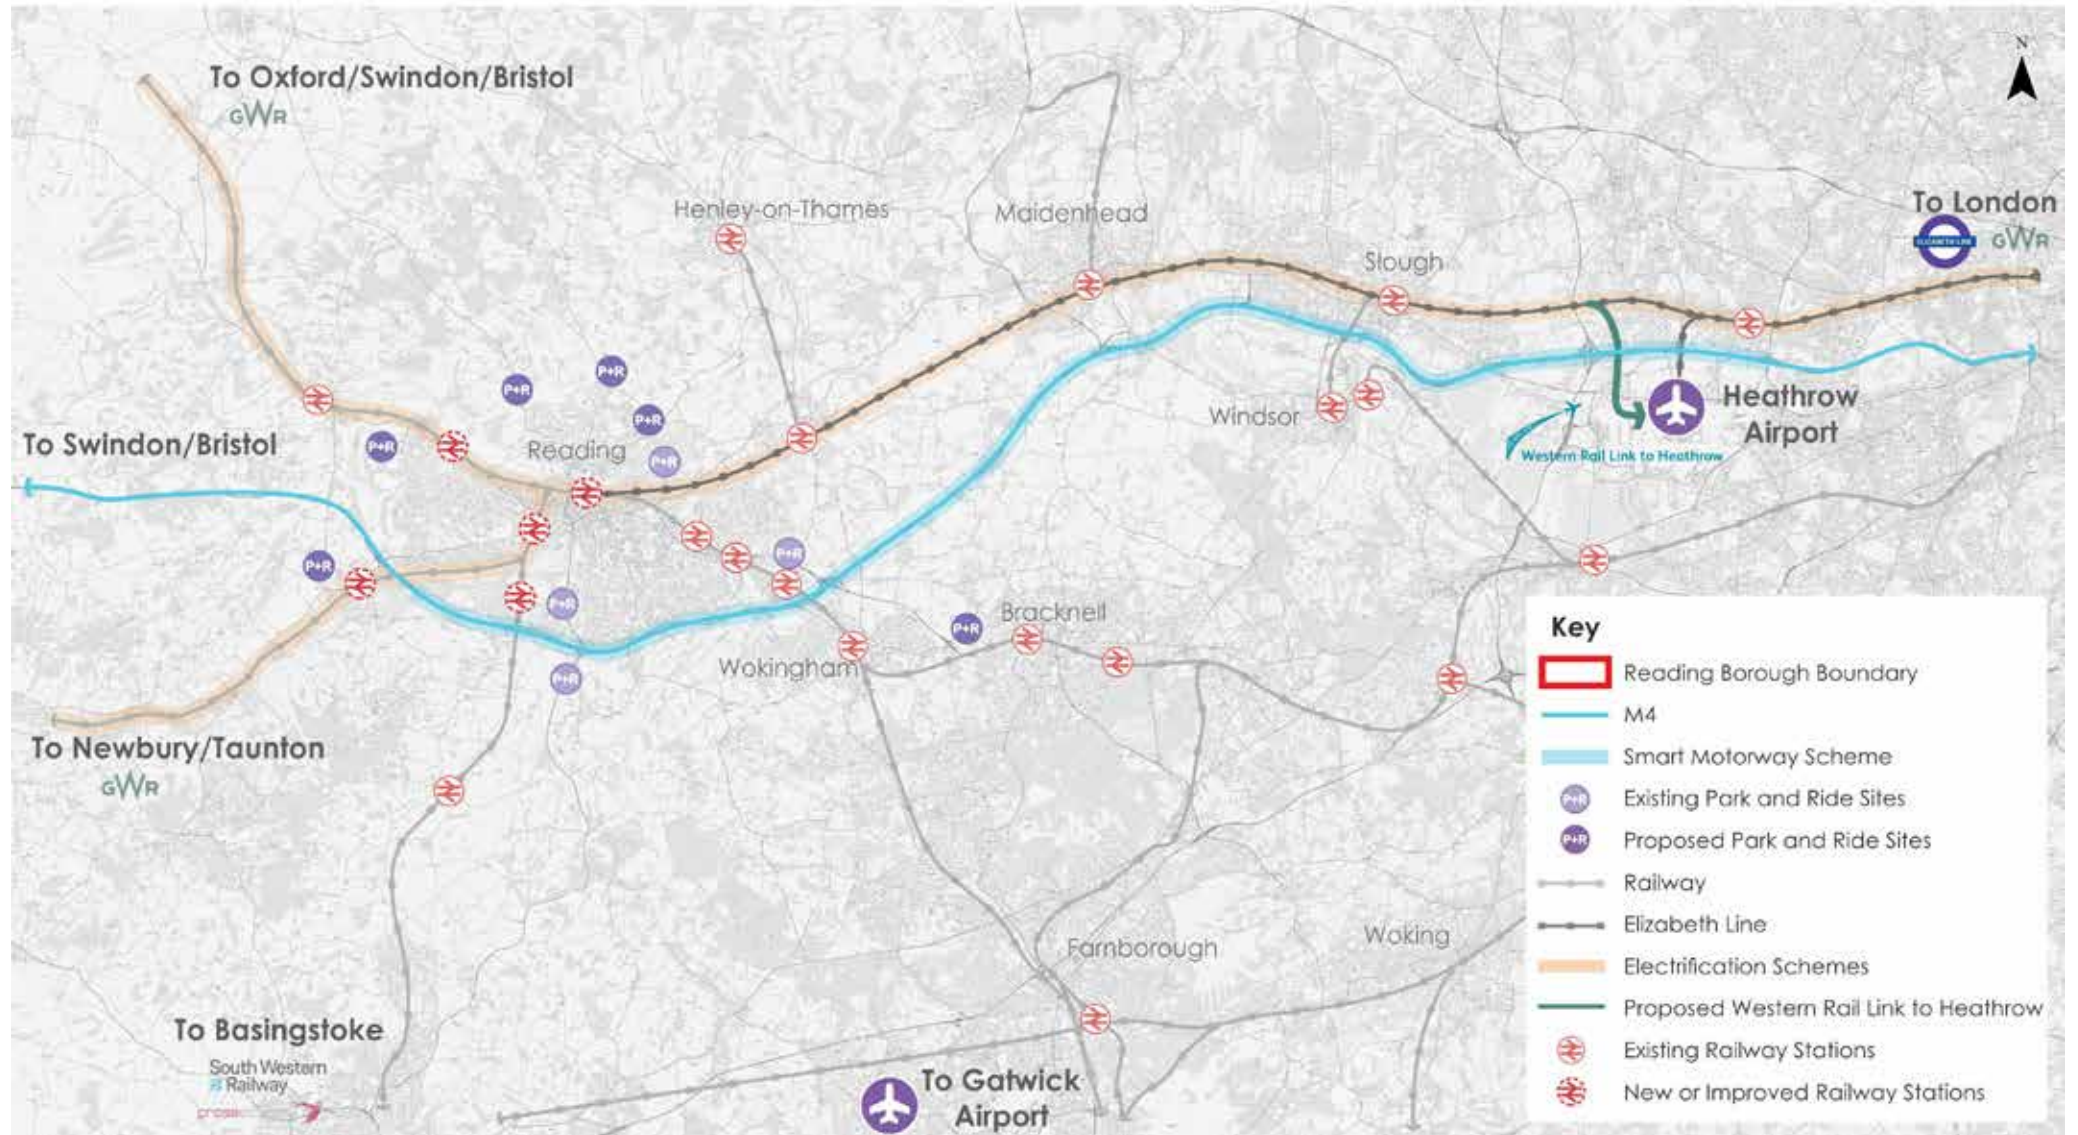 N
To Oxford/Swindon/Bristol
GWR
To London
ELIZABETH LINE
GWR
Henley-on-Thames
Maidenhead
Slough
P+R
P+R
P+R
P+R
P+R
Reading
To Swindon/Bristol
Windsor
Heathrow
Airport
Western Rail Link to Heathrow
P+R
P+R
P+R
P+R
P+R
Bracknell
Wokingham
To Newbury/Taunton
GWR
Farnborough
Woking
To Basingstoke
South Western
Railway
cross
To Gatwick
Airport
Key
Reading Borough Boundary
M4
Smart Motorway Scheme
P+R
Existing Park and Ride Sites
P+R
Proposed Park and Ride Sites
Railway
Elizabeth Line
Electrification Schemes
Proposed Western Rail Link to Heathrow
Existing Railway Stations
New or Improved Railway Stations